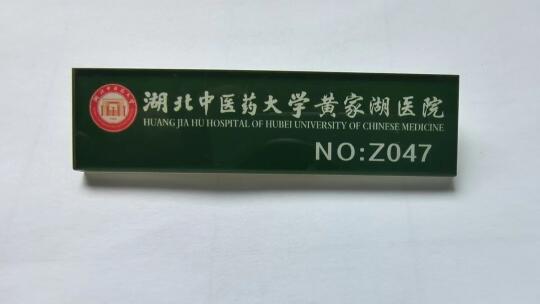 湖北中医药大学黄家湖医院
HUANG JIA HU HOSPITAL OF HUBEI UNIVERSITY OF CHINESE MEDICINE
NO:Z047